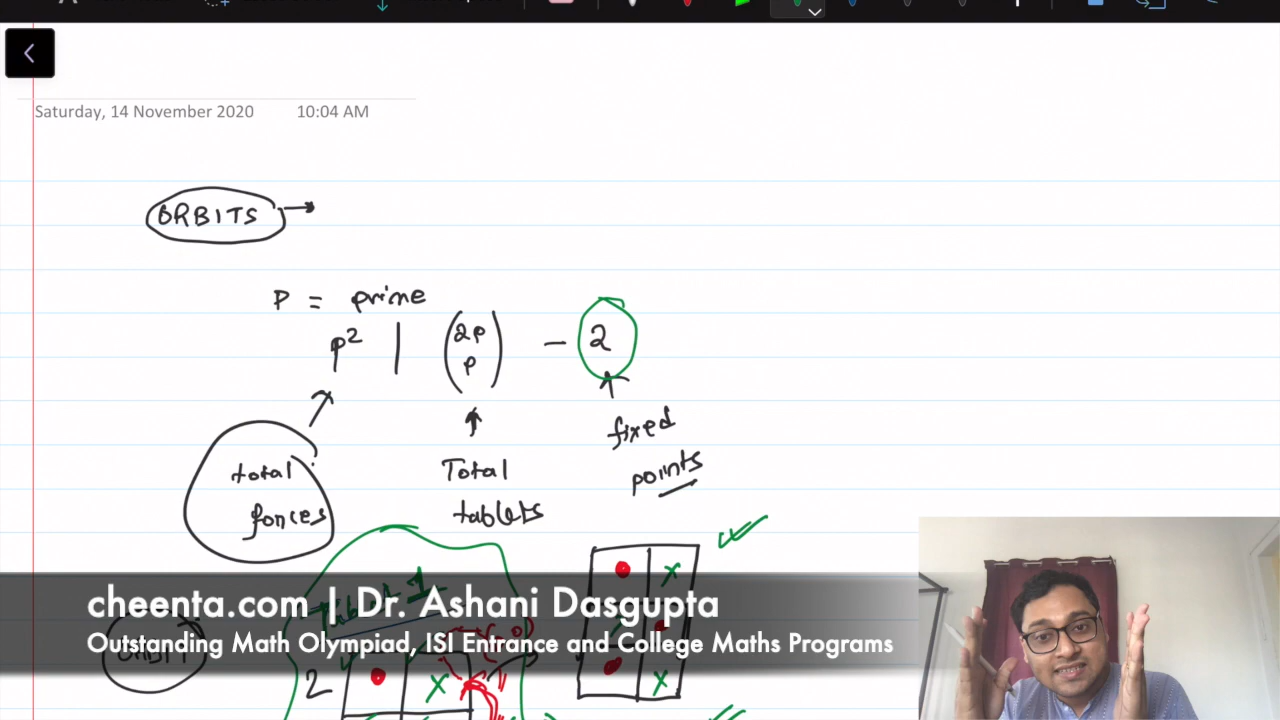 Saturday, 14 November 2020 10:04 AM
ORBITS →
P = prime
p² | (2p p) - 2
fixed
points
total
forces
Total
tablets
cheenta.com | Dr. Ashani Dasgupta
Outstanding Math Olympiad, ISI Entrance and College Maths Programs
2